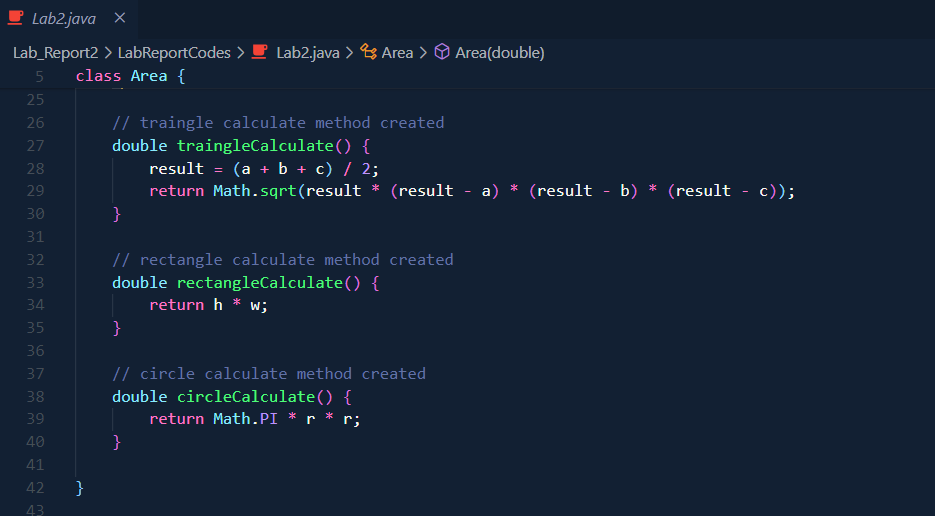 Lab2.java ×
Lab_Report2 > LabReportCodes > Lab2.java > Area > Area(double)
5 class Area {
25
26 // traingle calculate method created
27 double traingleCalculate() {
28 result = (a + b + c) / 2;
29 return Math.sqrt(result * (result - a) * (result - b) * (result - c));
30 }
31
32 // rectangle calculate method created
33 double rectangleCalculate() {
34 return h * w;
35 }
36
37 // circle calculate method created
38 double circleCalculate() {
39 return Math.PI * r * r;
40 }
41
42 }
43